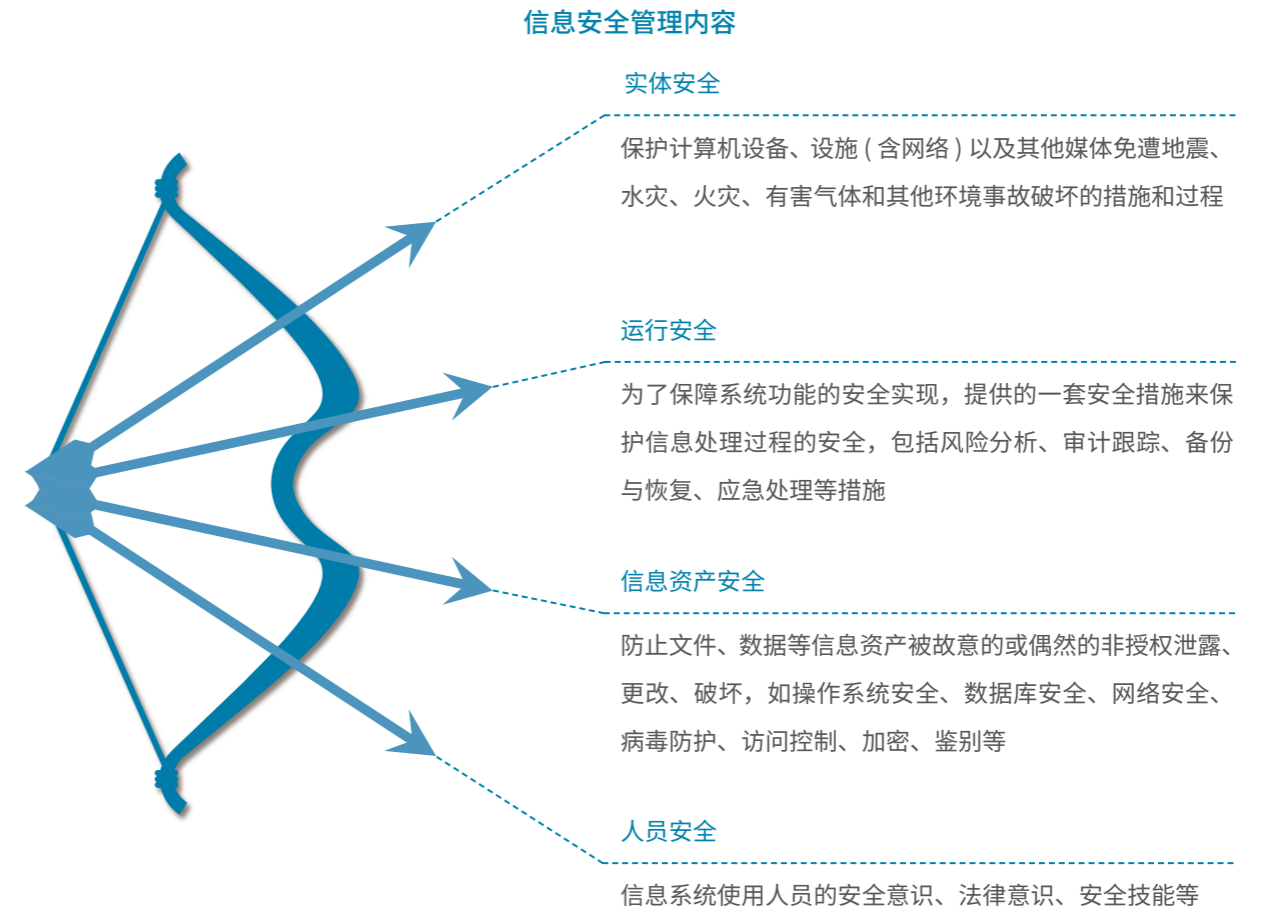 信息安全管理内容
实体安全
保护计算机设备、设施 ( 含网络 ) 以及其他媒体免遭地震、
水灾、火灾、有害气体和其他环境事故破坏的措施和过程
运行安全
为了保障系统功能的安全实现，提供的一套安全措施来保
护信息处理过程的安全，包括风险分析、审计跟踪、备份
与恢复、应急处理等措施
信息资产安全
防止文件、数据等信息资产被故意的或偶然的非授权泄露、
更改、破坏，如操作系统安全、数据库安全、网络安全、
病毒防护、访问控制、加密、鉴别等
人员安全
信息系统使用人员的安全意识、法律意识、安全技能等